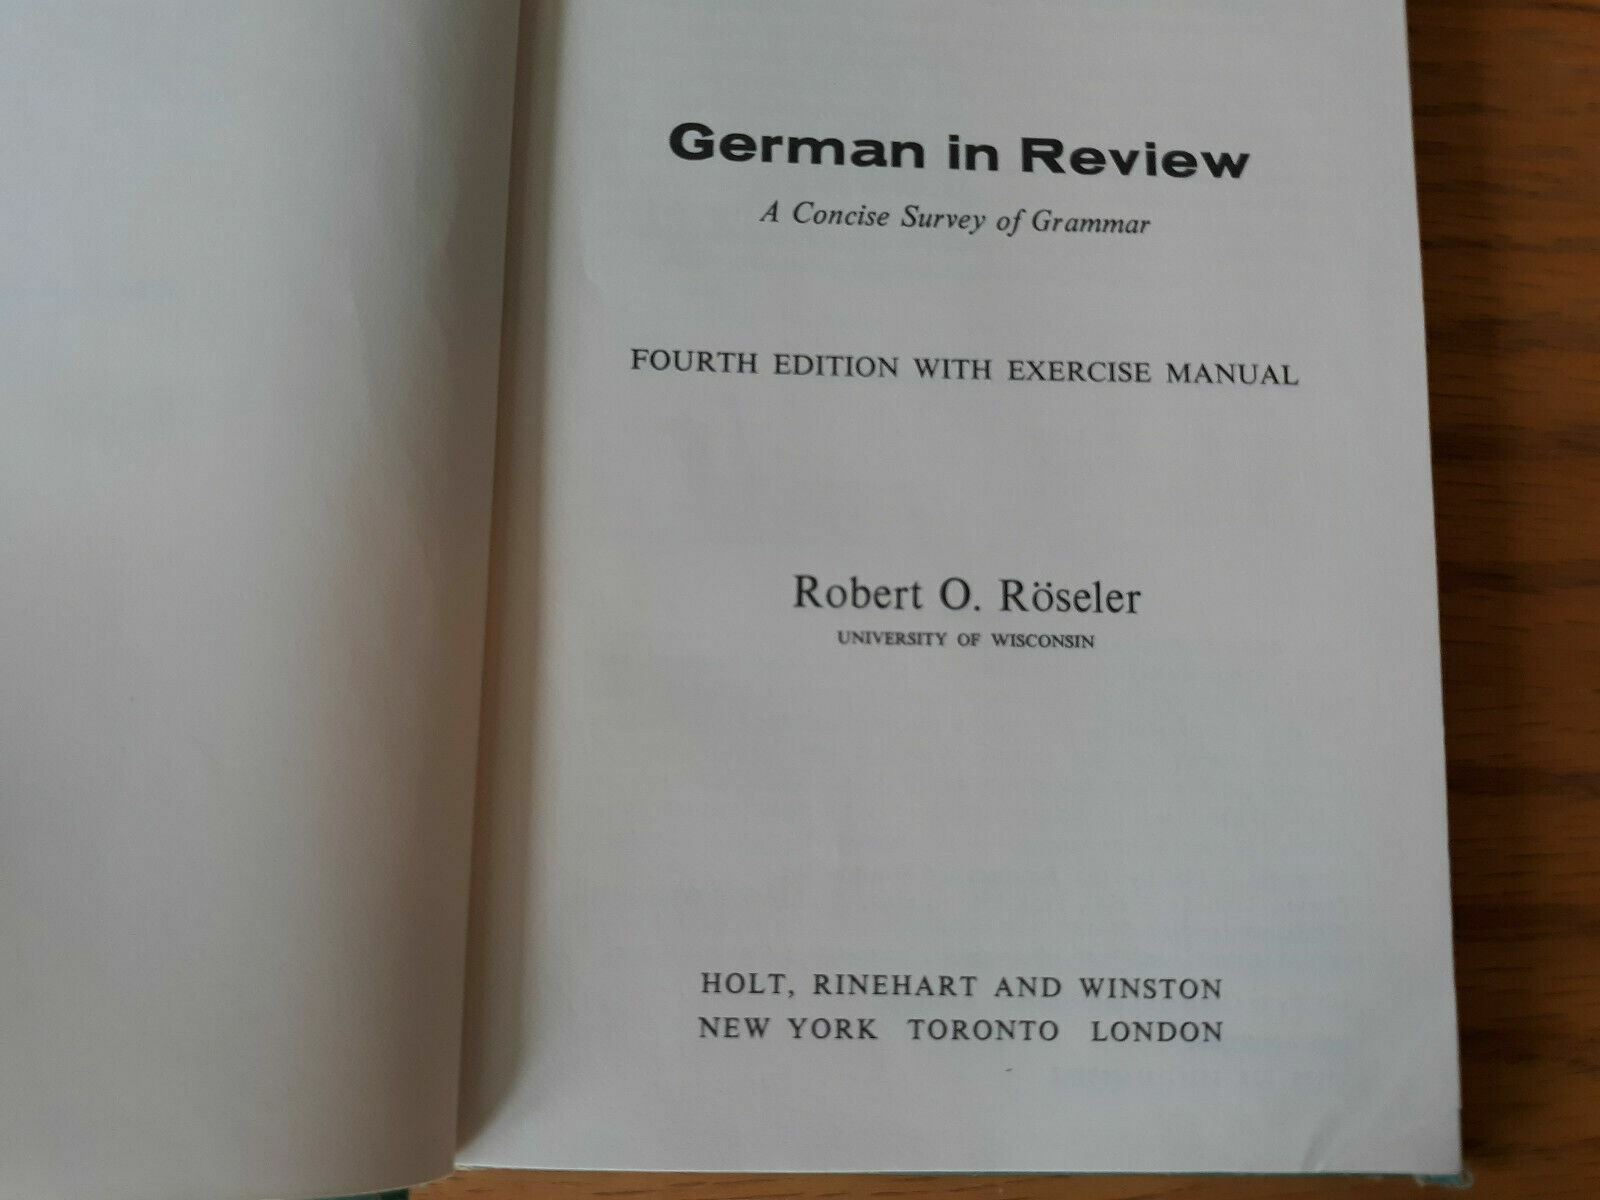 German in Review
A Concise Survey of Grammar
FOURTH EDITION WITH EXERCISE MANUAL
Robert O. Röseler
UNIVERSITY OF WISCONSIN
HOLT, RINEHART AND WINSTON
NEW YORK TORONTO LONDON